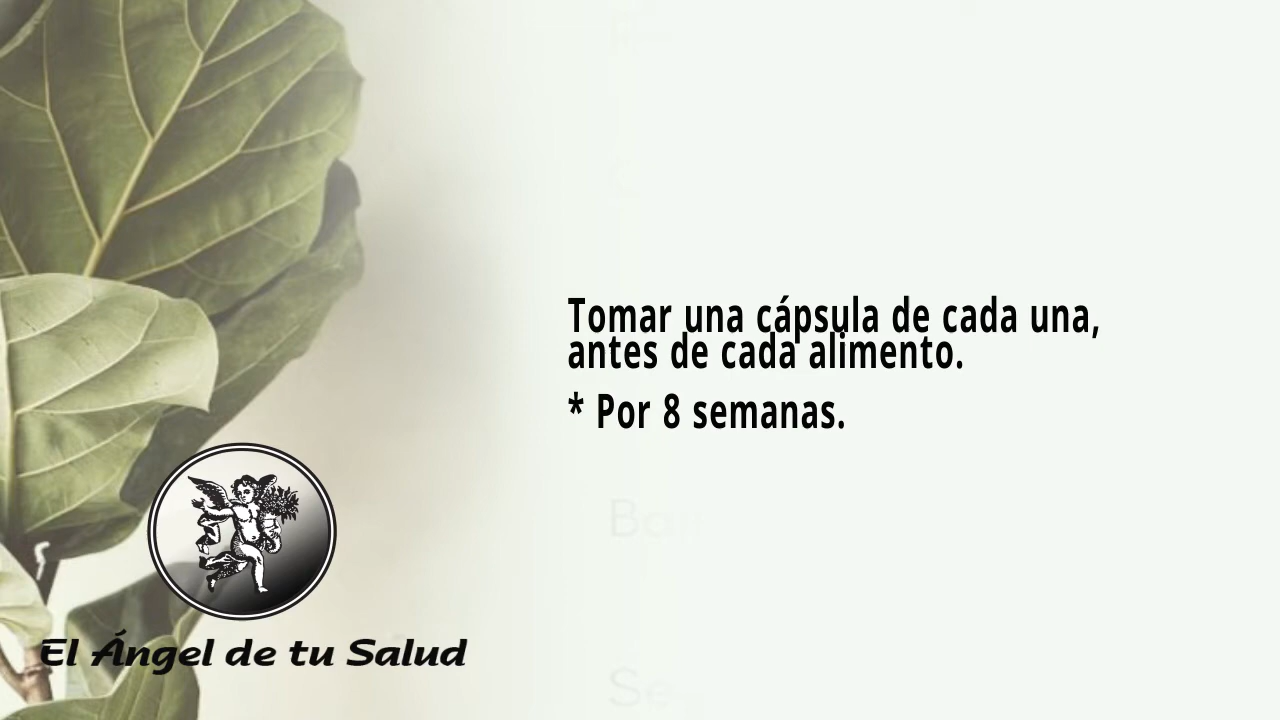 Tomar una cápsula de cada una,
antes de cada alimento.
* Por 8 semanas.
El Ángel de tu Salud